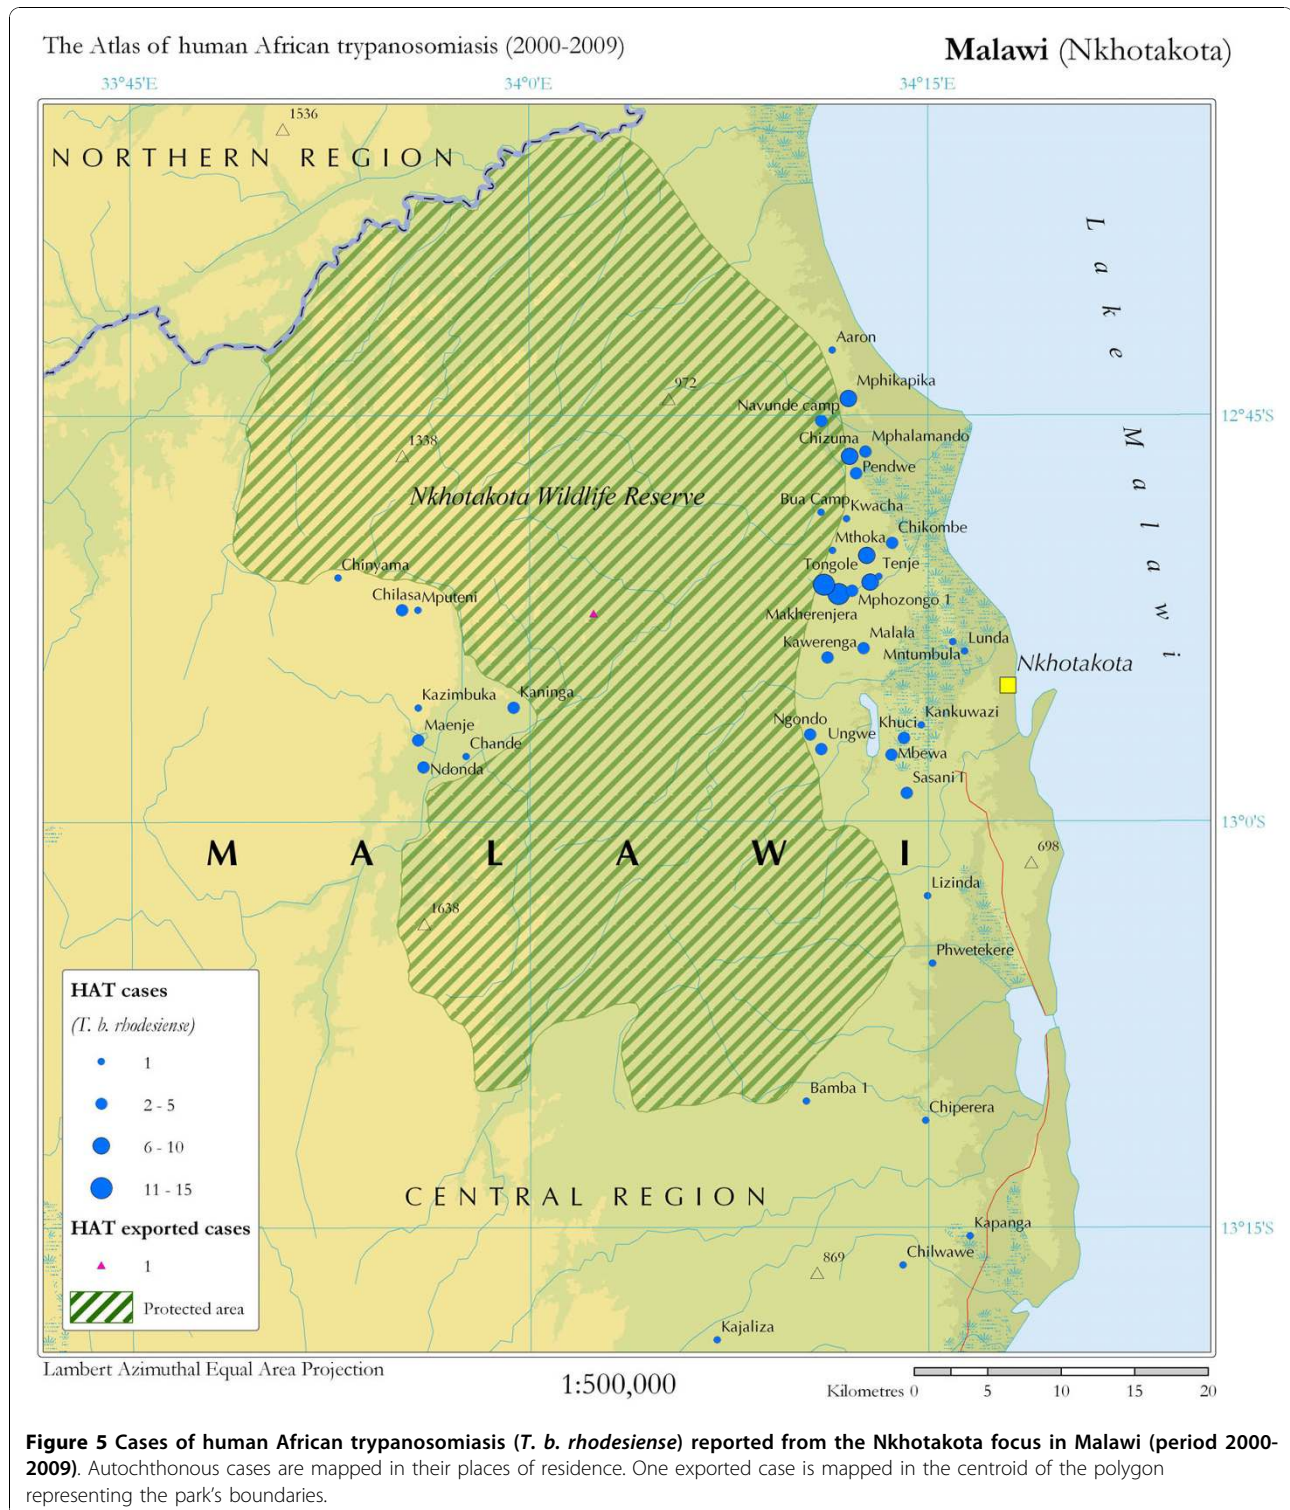 The Atlas of human African trypanosomiasis (2000-2009)
Malawi (Nkhotakota)
33°45'E
34°0'E
34°15'E
1536
NORTHERN REGION
Lake Malawi
Aaron
972
Mphikapika
Navunde camp
12°45'S
1338
Chizuma
Mphalamando
Pendwe
Nkhotakota Wildlife Reserve
Bua Camp
Kwacha
Chikombe
Mthoka
Chinyama
Tongole
Tenje
Chilasa
Mputeni
Mphozongo 1
Makherenjera
Kawerenga
Malala
Lunda
Mntumbula
Nkhotakota
Kazimbuka
Kaninga
Ngondo
Khuci
Kankuwazi
Maenje
Ungwe
Chande
Mbewa
Ndonda
Sasani 1
13°0'S
MALAWI
698
Lizinda
1638
Phwetekere
HAT cases
(T. b. rhodesiense)
1
2 - 5
6 - 10
11 - 15
HAT exported cases
1
Protected area
Bamba 1
Chiperera
CENTRAL REGION
Kapanga
13°15'S
869
Chilwawe
Kajaliza
Lambert Azimuthal Equal Area Projection
1:500,000
Kilometres 0 5 10 15 20
Figure 5 Cases of human African trypanosomiasis (T. b. rhodesiense) reported from the Nkhotakota focus in Malawi (period 2000-
2009). Autochthonous cases are mapped in their places of residence. One exported case is mapped in the centroid of the polygon
representing the park's boundaries.